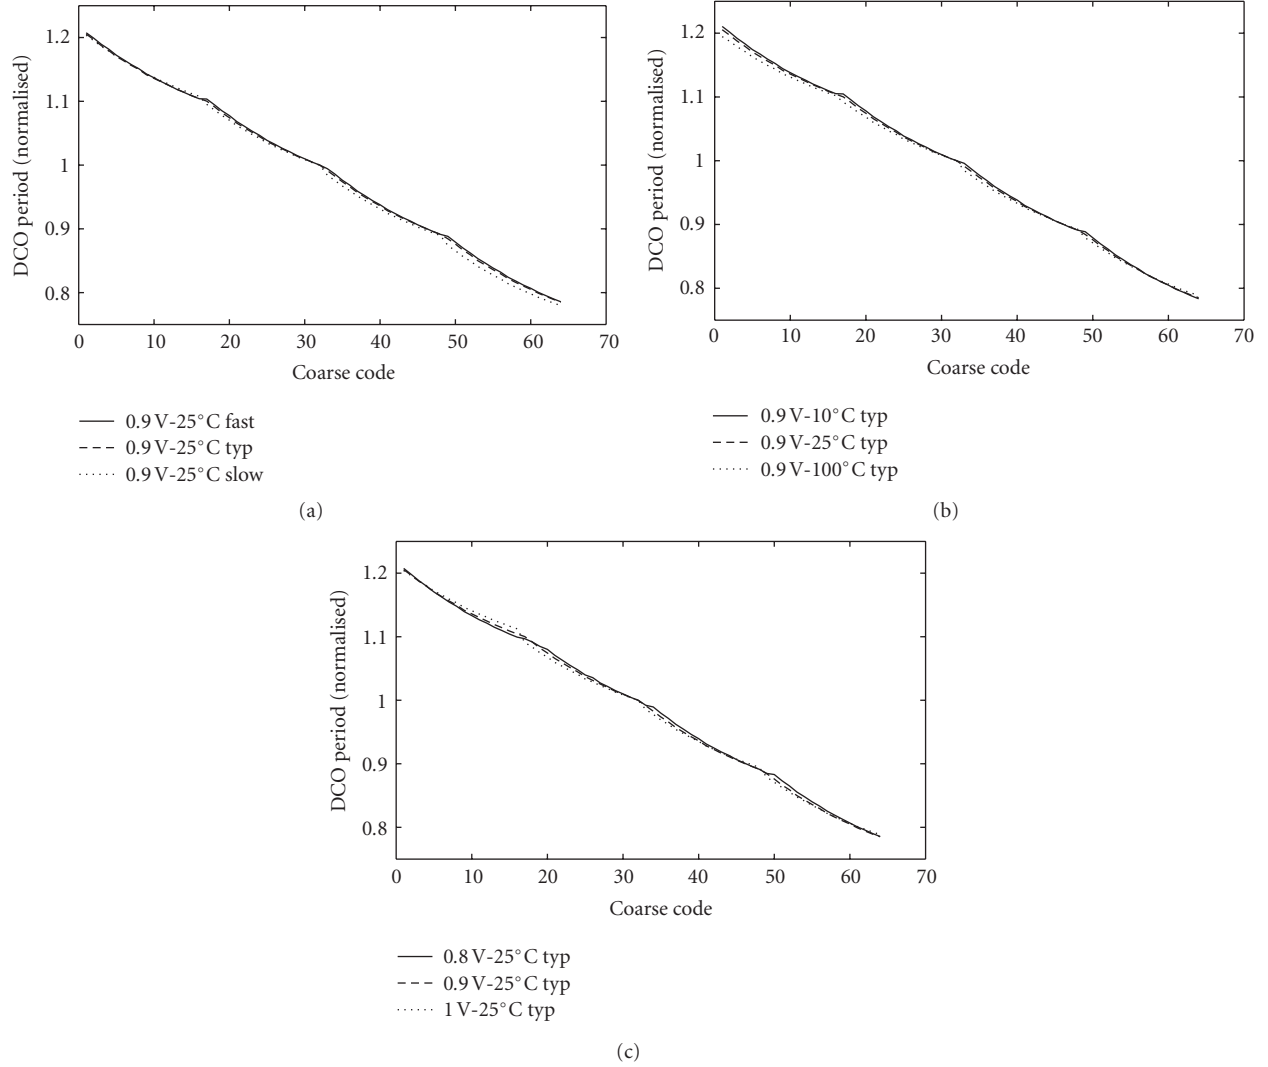 1.2
1.1
1
0.9
0.8
DCO period (normalised)
0 10 20 30 40 50 60 70
Coarse code
0.9 V-25°C fast
0.9 V-25°C typ
0.9 V-25°C slow
(a)
1.2
1.1
1
0.9
0.8
DCO period (normalised)
0 10 20 30 40 50 60 70
Coarse code
0.9 V-10°C typ
0.9 V-25°C typ
0.9 V-100°C typ
(b)
1.2
1.1
1
0.9
0.8
DCO period (normalised)
0 10 20 30 40 50 60 70
Coarse code
0.8 V-25°C typ
0.9 V-25°C typ
1 V-25°C typ
(c)